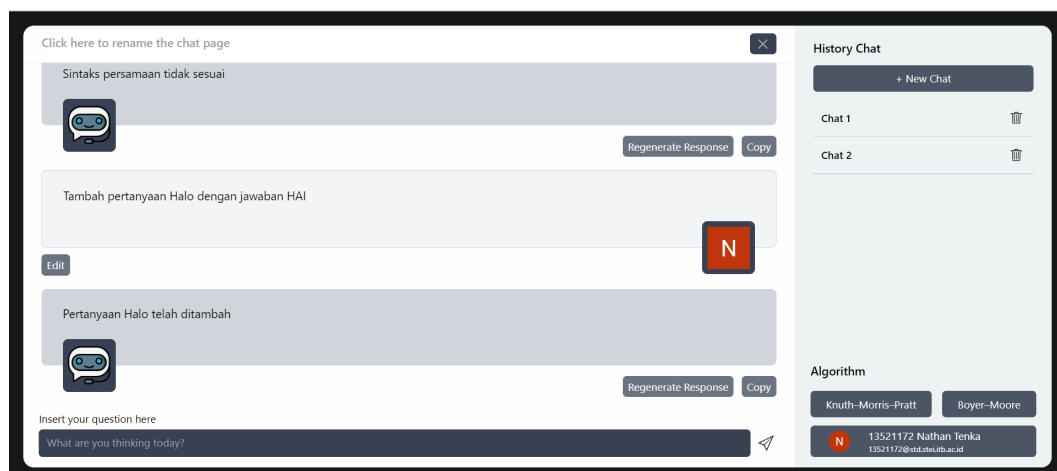 Click here to rename the chat page
Sintaks persamaan tidak sesuai
Regenerate Response Copy
Tambah pertanyaan Halo dengan jawaban HAI
N
Edit
Pertanyaan Halo telah ditambah
Regenerate Response Copy
Insert your question here
What are you thinking today?
History Chat
+ New Chat
Chat 1
Chat 2
Algorithm
Knuth–Morris–Pratt Boyer–Moore
N 13521172 Nathan Tenka
13521172@std.stei.itb.ac.id